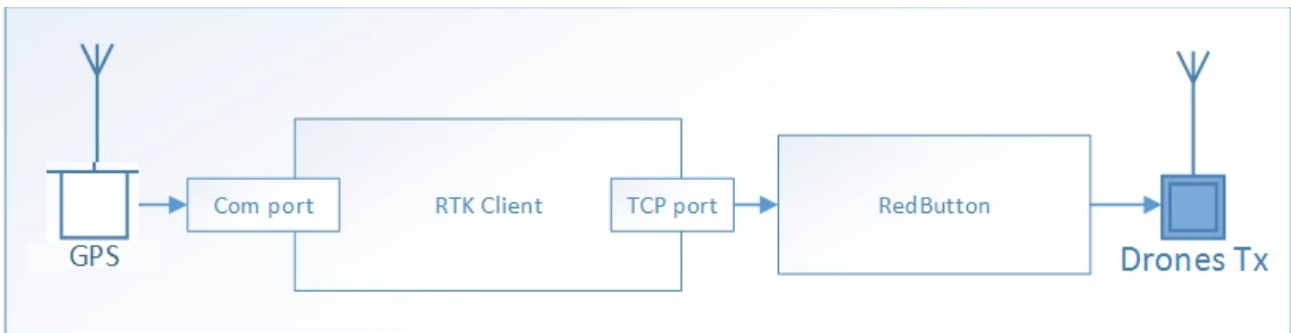 Com port
RTK Client
TCP port
RedButton
GPS
Drones Tx